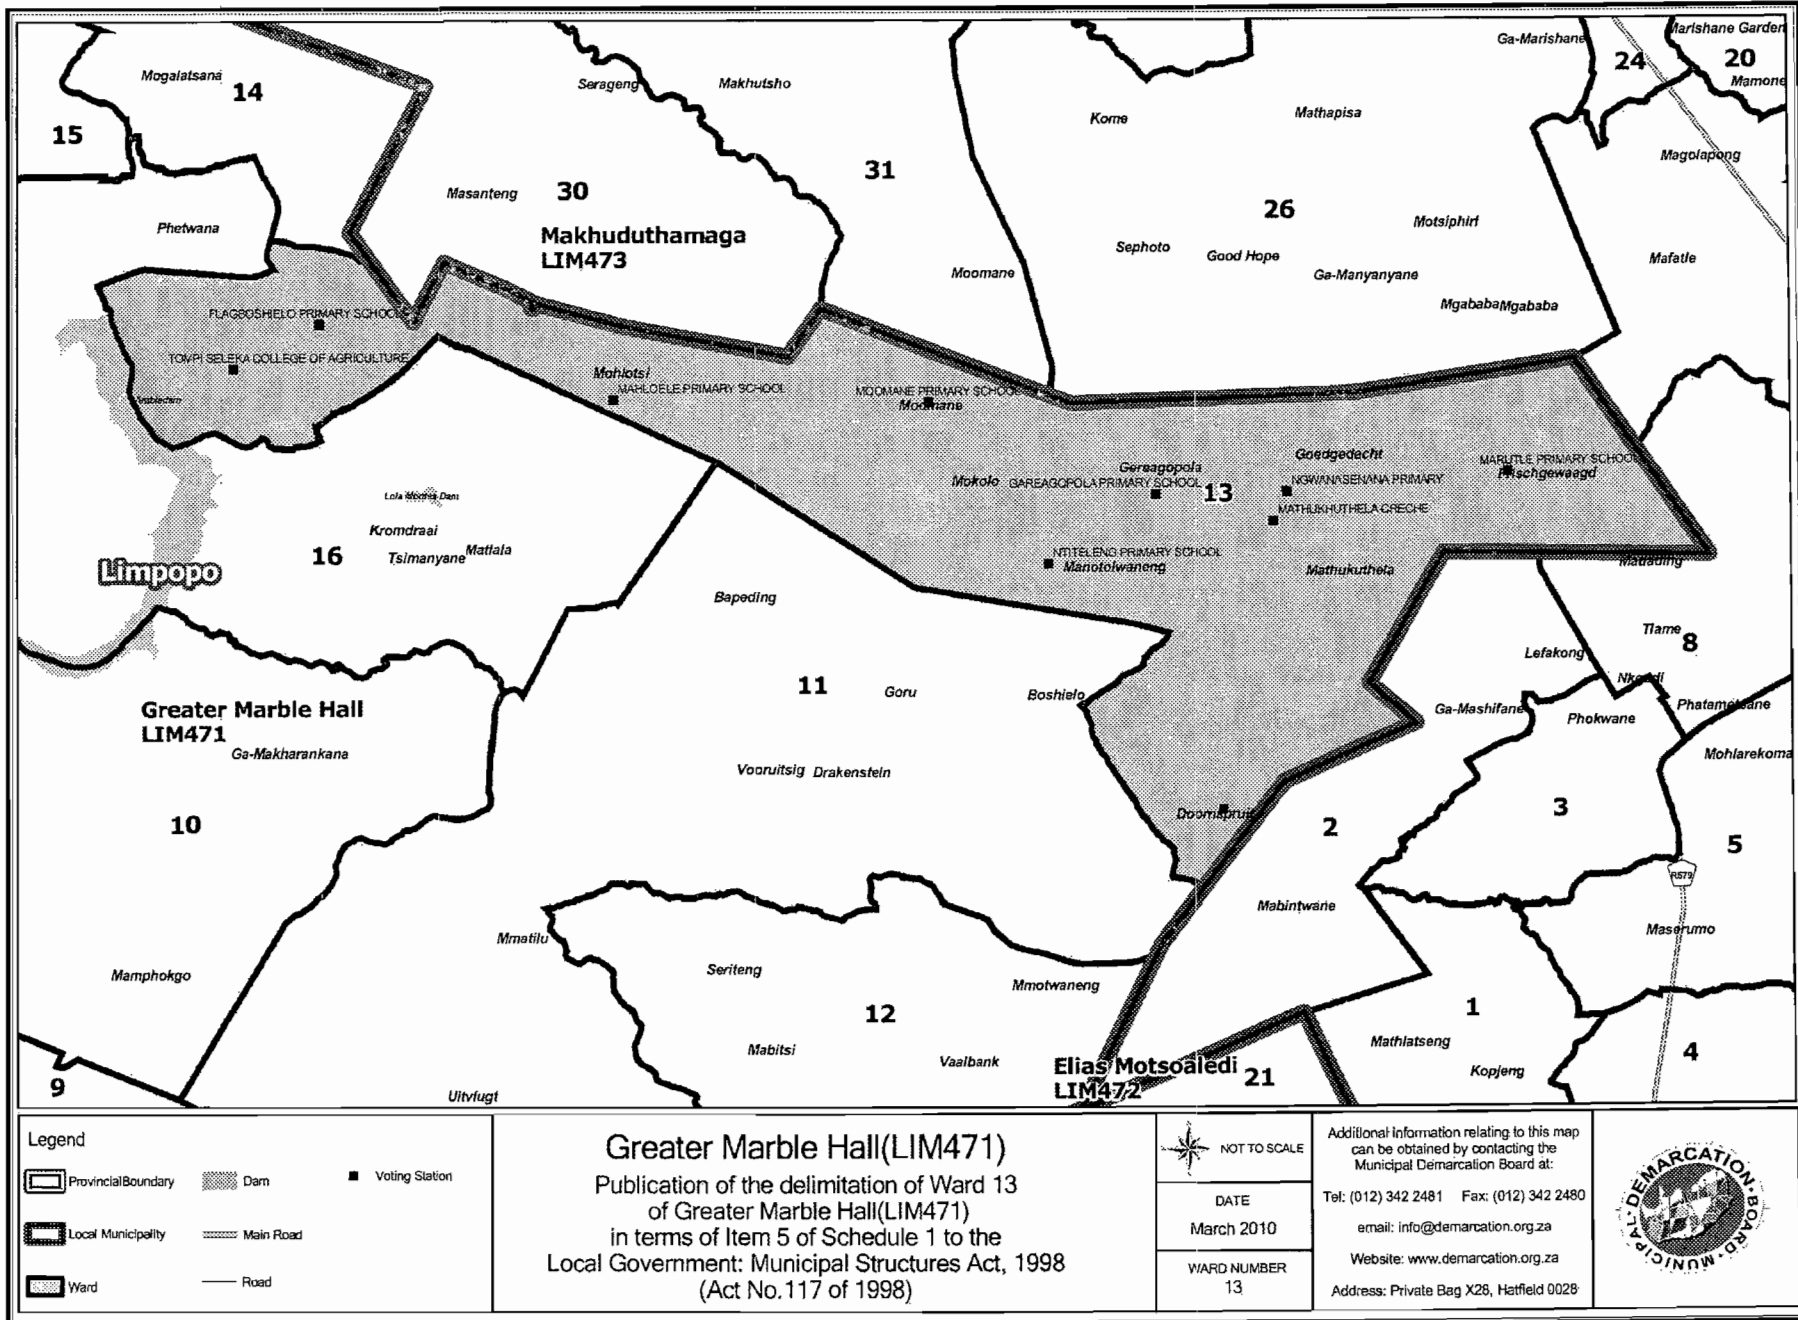 Marishane Garden
Ga-Marishane
24
20
Mogalatsana
14
Serageng
Makhutsho
Mamone
Kome
Mathapisa
15
Magolapong
31
Masanteng
30
26
Phetwana
Makhuduthamaga
LIM473
Motsiphiri
Sephoto
Good Hope
Moomane
Ga-Manyanyane
Mafatle
Mgababa
Mgababa
FLAGBOSHIELO PRIMARY SCHOOL
TOMPI SELEKA COLLEGE OF AGRICULTURE
Mohlotsi
MAHLOELE PRIMARY SCHOOL
MOOMANE PRIMARY SCHOOL
Moomane
Goedgedacht
Gereagopola
MARUTLE PRIMARY SCHOOL
Frischgewaagd
Mokolo
GAREAGOPOLA PRIMARY SCHOOL
13
NGWANASENANA PRIMARY
MATHUKHUTHELA CRECHE
Kromdraai
Tsimanyane
Matlala
16
NTITELENG PRIMARY SCHOOL
Manotolwaneng
Mathukuthela
Limpopo
Bapeding
Tlame
8
Lefakong
11
Goru
Boshielo
Ga-Mashifane
Phokwane
Greater Marble Hall
LIM471
Ga-Makharankana
Mohlarekoma
Vooruitsig
Drakenstein
10
Doornspruit
2
3
5
R579
Mabintwane
Maserumo
Mmatilu
Mamphokgo
Seriteng
Mmotwaneng
12
1
Mathlatseng
Mabitsi
Vaalbank
4
Elias Motsoaledi
LIM472
21
Kopjeng
9
Uitvlugt
Legend
ProvincialBoundary
Dam
Voting Station
Local Municipality
Main Road
Ward
Road
Greater Marble Hall(LIM471)
Publication of the delimitation of Ward 13
of Greater Marble Hall(LIM471)
in terms of Item 5 of Schedule 1 to the
Local Government: Municipal Structures Act, 1998
(Act No.117 of 1998)
NOT TO SCALE
DATE
March 2010
WARD NUMBER
13
Additional information relating to this map
can be obtained by contacting the
Municipal Demarcation Board at:
Tel: (012) 342 2481 Fax: (012) 342 2480
email: info@demarcation.org.za
Website: www.demarcation.org.za
Address: Private Bag X28, Hatfield 0028
MUNICIPAL DEMARCATION BOARD